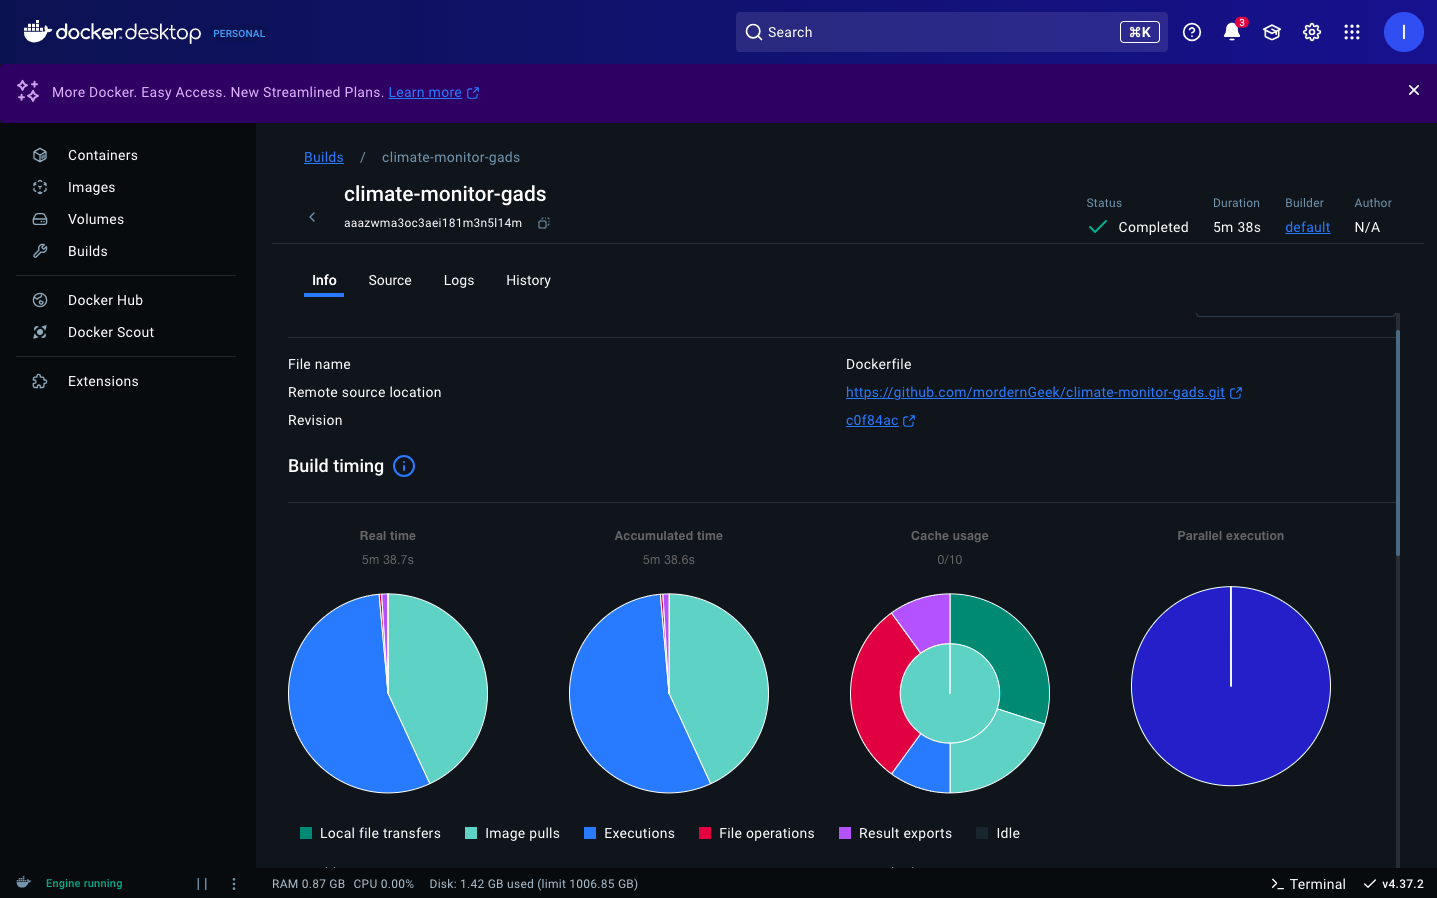 docker desktop PERSONAL
Search ⌘K
3
I
More Docker. Easy Access. New Streamlined Plans. Learn more
Containers
Images
Volumes
Builds
Docker Hub
Docker Scout
Extensions
Builds / climate-monitor-gads
climate-monitor-gads
aaazwma3oc3aei181m3n5l14m
Status Duration Builder Author
Completed 5m 38s default N/A
Info Source Logs History
File name Dockerfile
Remote source location https://github.com/mordernGeek/climate-monitor-gads.git
Revision c0f84ac
Build timing
Real time Accumulated time Cache usage Parallel execution
5m 38.7s 5m 38.6s 0/10
Local file transfers Image pulls Executions File operations Result exports Idle
Engine running
RAM 0.87 GB CPU 0.00% Disk: 1.42 GB used (limit 1006.85 GB)
Terminal v4.37.2